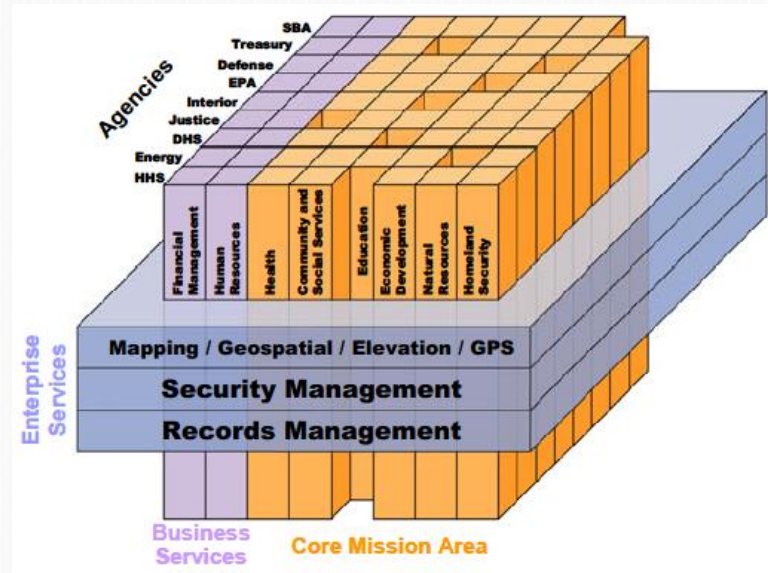 SBA
Treasury
Defense
EPA
Interior
Justice
DHS
Energy
HHS
Agencies
Financial
Management
Human
Resources
Health
Community and
Social Services
Education
Economic
Development
Natural
Resources
Homeland
Security
Mapping / Geospatial / Elevation / GPS
Security Management
Records Management
Enterprise
Services
Business
Services
Core Mission Area